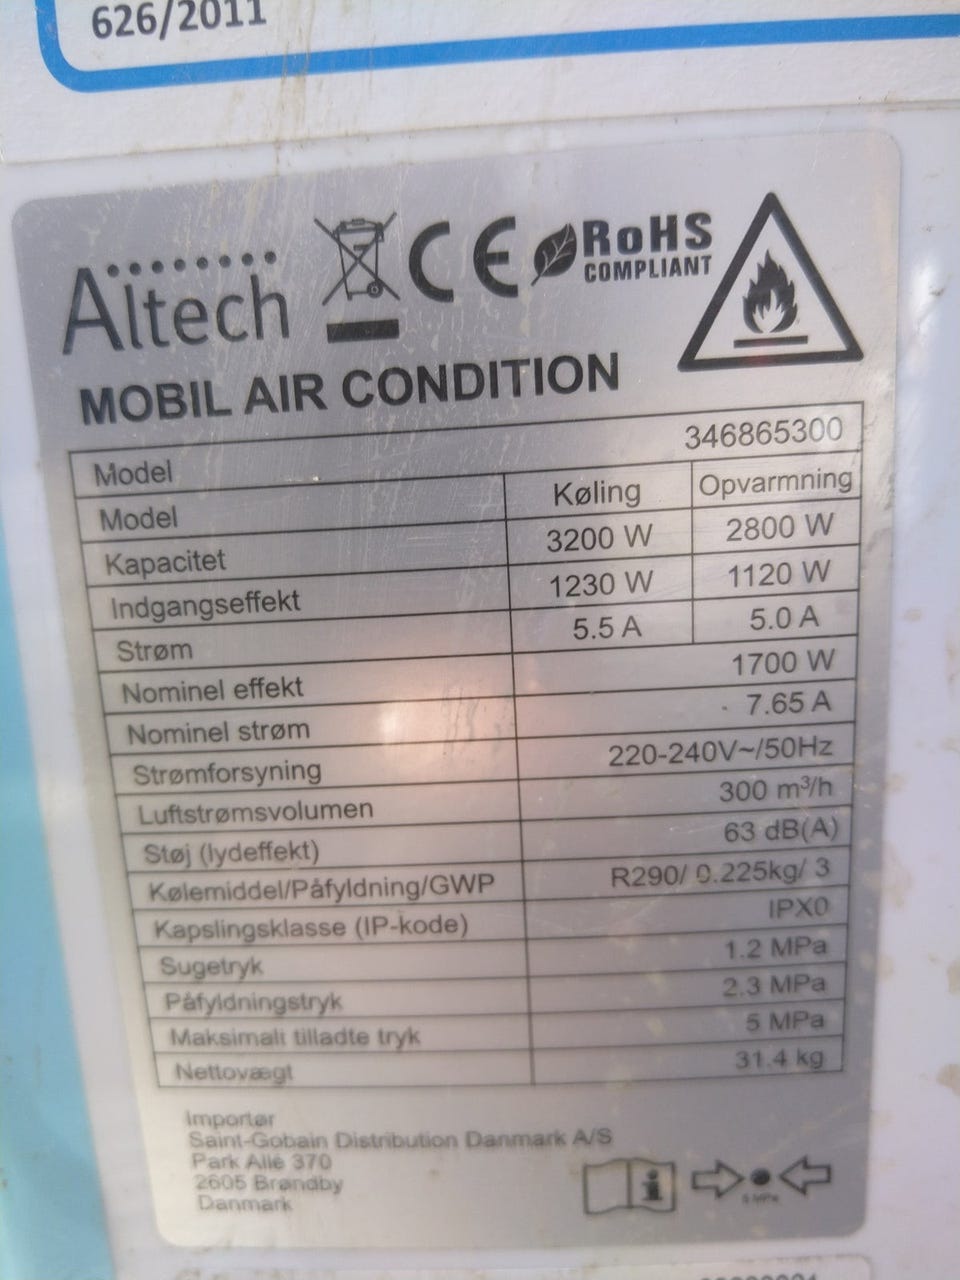 626/2011
Altech
CE
RoHS
COMPLIANT
MOBIL AIR CONDITION
Model 346865300
Model Køling Opvarmning
Kapacitet 3200 W 2800 W
Indgangseffekt 1230 W 1120 W
Strøm 5.5 A 5.0 A
Nominel effekt 1700 W
Nominel strøm 7.65 A
Strømforsyning 220-240V~/50Hz
Luftstrømsvolumen 300 m³/h
Støj (lydeffekt) 63 dB(A)
Kølemiddel/Påfyldning/GWP R290/ 0.225kg/ 3
Kapslingsklasse (IP-kode) IPX0
Sugetryk 1.2 MPa
Påfyldningstryk 2.3 MPa
Maksimalt tilladte tryk 5 MPa
Nettovægt 31.4 kg
Importør
Saint-Gobain Distribution Danmark A/S
Park Allé 370
2605 Brøndby
Danmark
5 MPa